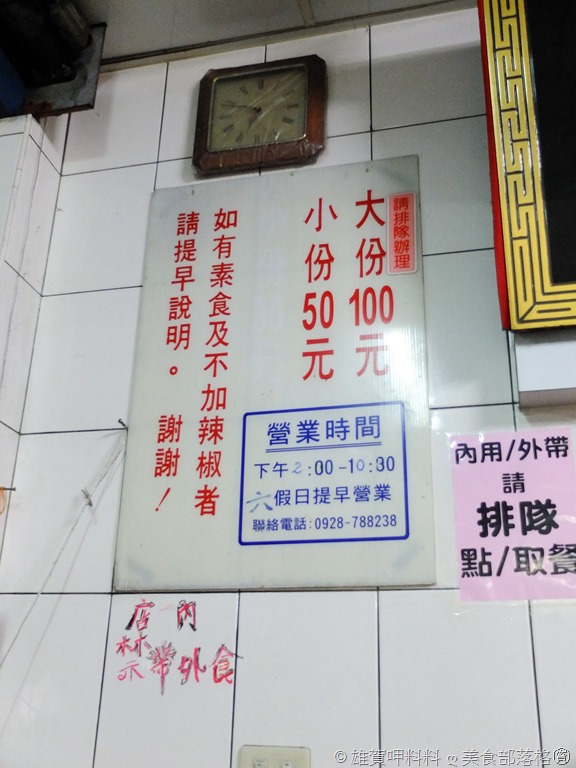 請排隊辦理
大份100元
小份50元
如有素食及不加辣椒者
請提早說明。謝謝！
營業時間
下午2:00-10:30
六假日提早營業
聯絡電話:0928-788238
內用/外帶
請
排隊
點/取餐
店內
禁帶外食
© 雄賀呷料料 ღ 美食部落格